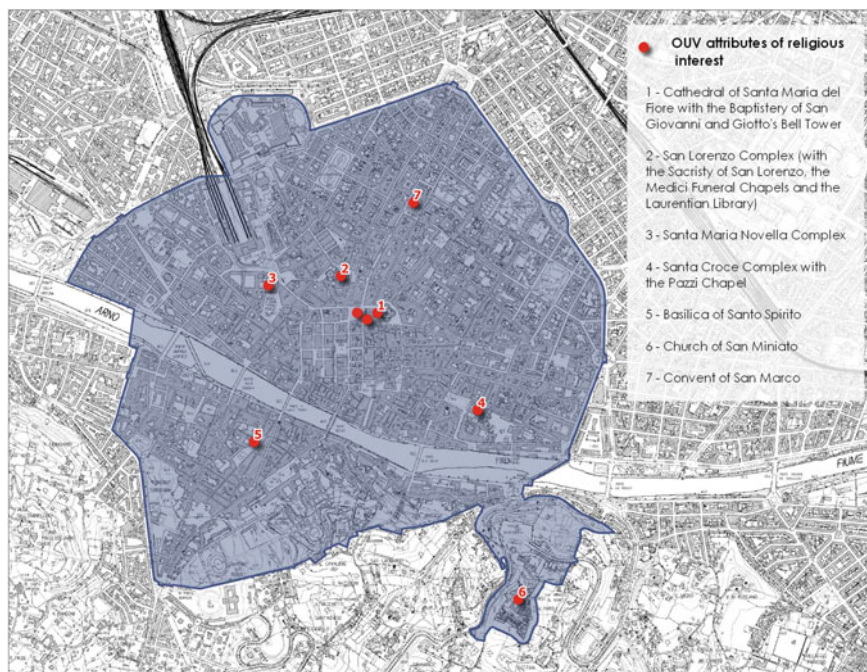 OUV attributes of religious
interest
1 - Cathedral of Santa Maria del
Fiore with the Baptistery of San
Giovanni and Giotto's Bell Tower
2 - San Lorenzo Complex (with
the Sacristy of San Lorenzo, the
Medici Funeral Chapels and the
Laurentian Library)
3 - Santa Maria Novella Complex
4 - Santa Croce Complex with
the Pazzi Chapel
5 - Basilica of Santo Spirito
6 - Church of San Miniato
7 - Convent of San Marco
7
2
3
1
ARNO
4
5
FIRENZE
FIUME
6